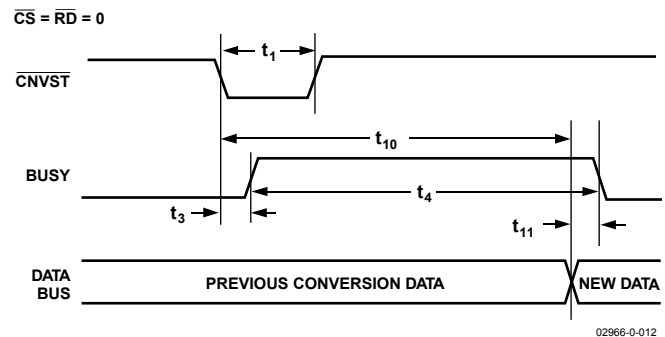 CS = RD = 0
t1
CNVST
t10
BUSY
t4
t3
t11
DATA
BUS
PREVIOUS CONVERSION DATA
NEW DATA
02966-0-012